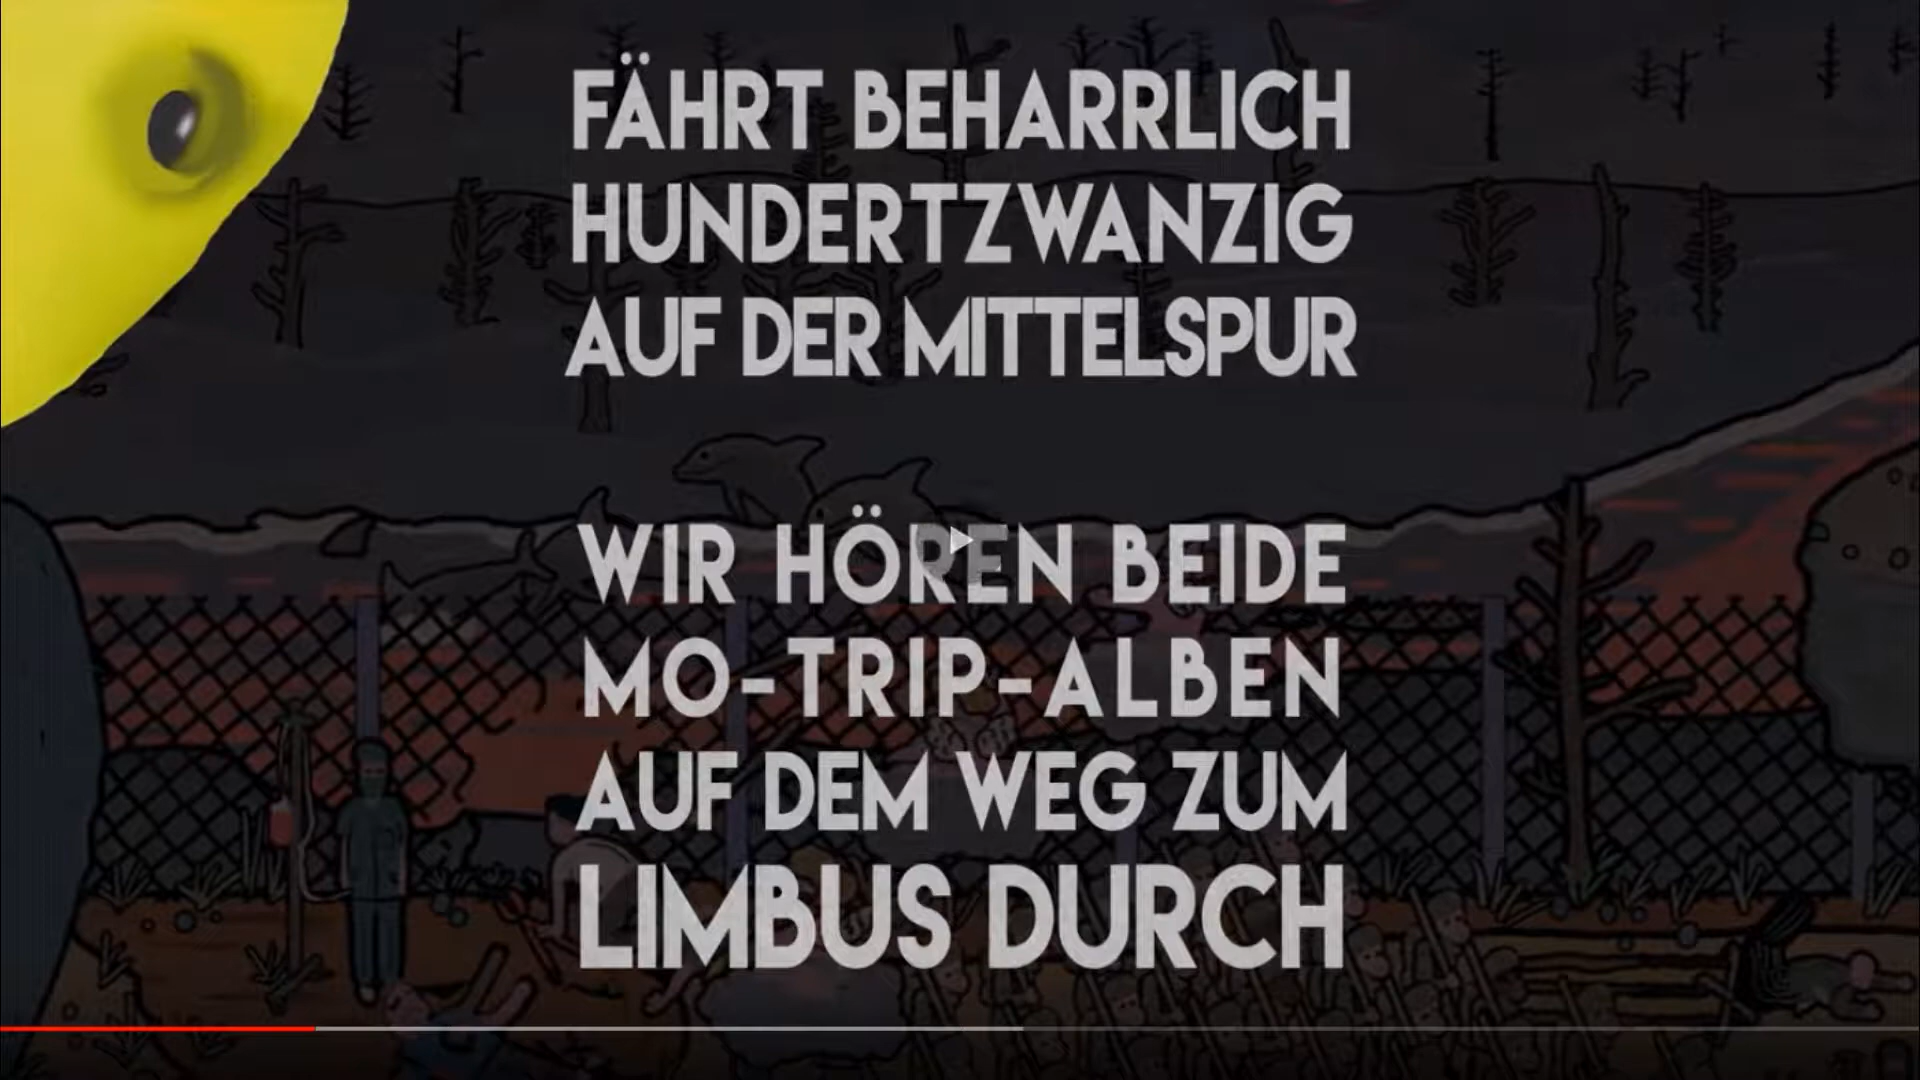 FÄHRT BEHARRLICH
HUNDERTZWANZIG
AUF DER MITTELSPUR
WIR HÖREN BEIDE
MO-TRIP-ALBEN
AUF DEM WEG ZUM
LIMBUS DURCH